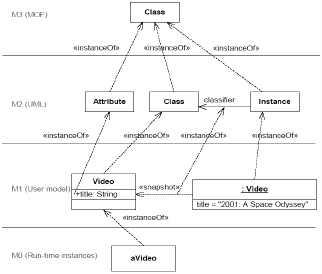 M3 (MOF)
Class
«instanceOf» «instanceOf» «instanceOf»
M2 (UML)
Attribute
Class
classifier
Instance
«instanceOf» «instanceOf» «instanceOf» «instanceOf»
M1 (User model)
Video
+title: String
«snapshot»
: Video
title = "2001: A Space Odyssey"
«instanceOf»
M0 (Run-time instances)
aVideo